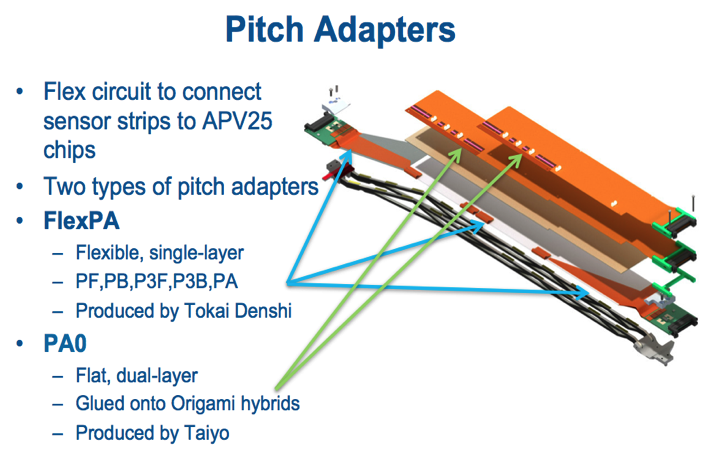 Pitch Adapters
• Flex circuit to connect
sensor strips to APV25
chips
• Two types of pitch adapters
• FlexPA
– Flexible, single-layer
– PF,PB,P3F,P3B,PA
– Produced by Tokai Denshi
• PA0
– Flat, dual-layer
– Glued onto Origami hybrids
– Produced by Taiyo